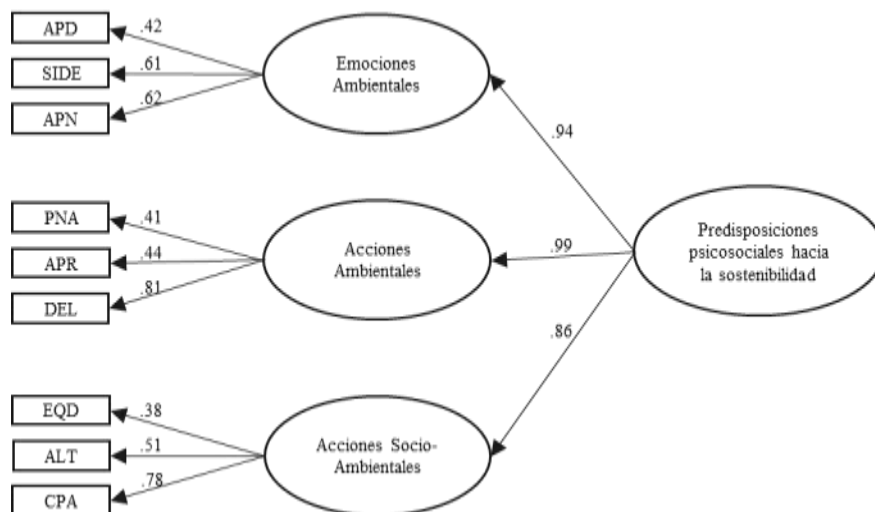 APD
.42
SIDE
.61
APN
.62
Emociones
Ambientales
.94
PNA
.41
APR
.44
DEL
.81
Acciones
Ambientales
.99
Predisposiciones
psicosociales hacia
la sostenibilidad
.86
EQD
.38
ALT
.51
CPA
.78
Acciones Socio-
Ambientales